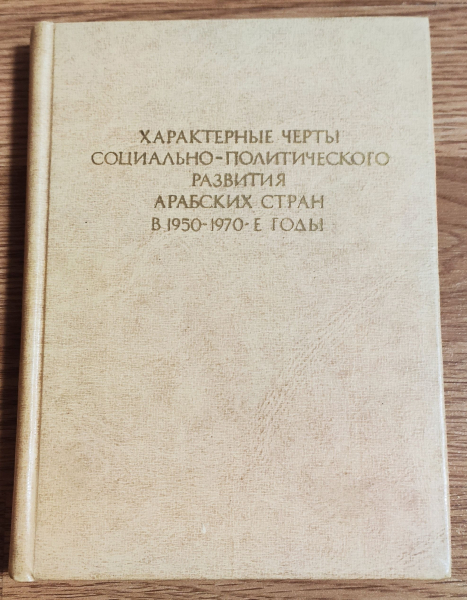 ХАРАКТЕРНЫЕ ЧЕРТЫ
СОЦИАЛЬНО-ПОЛИТИЧЕСКОГО
РАЗВИТИЯ
АРАБСКИХ СТРАН
В 1950-1970-Е ГОДЫ